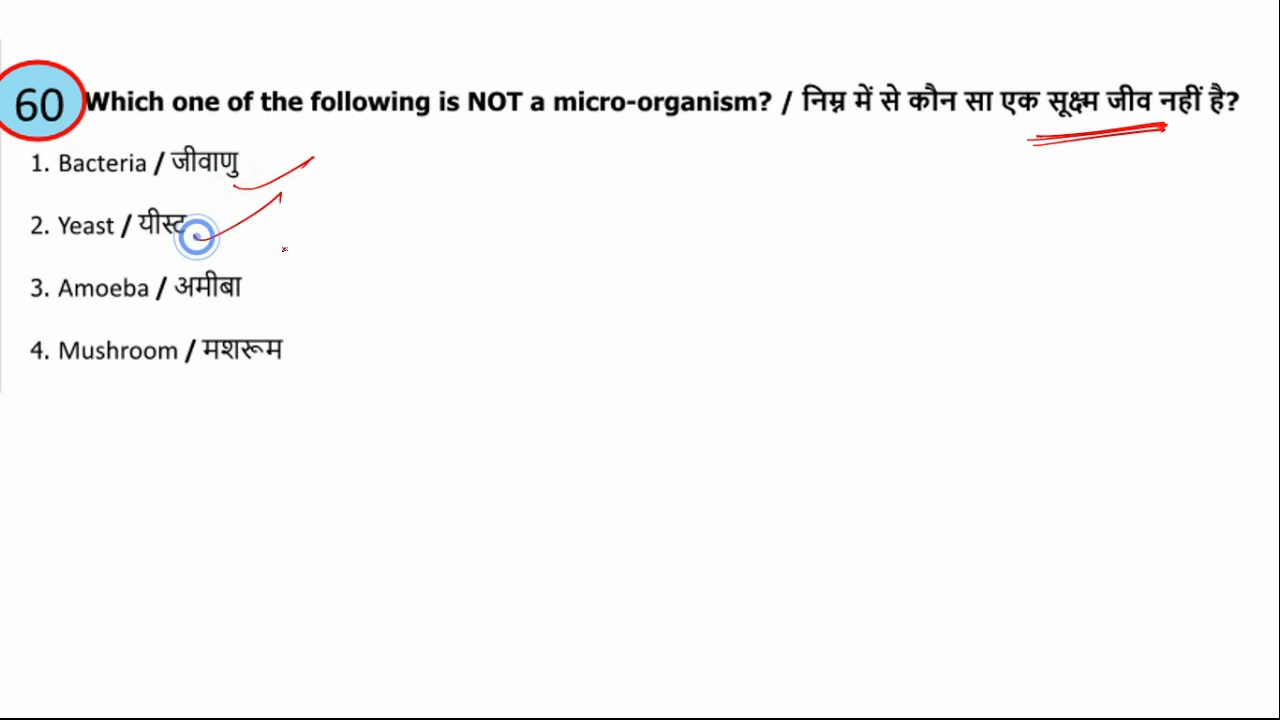 60 Which one of the following is NOT a micro-organism? / निम्न में से कौन सा एक सूक्ष्म जीव नहीं है?
1. Bacteria / जीवाणु
2. Yeast / यीस्ट
3. Amoeba / अमीबा
4. Mushroom / मशरूम